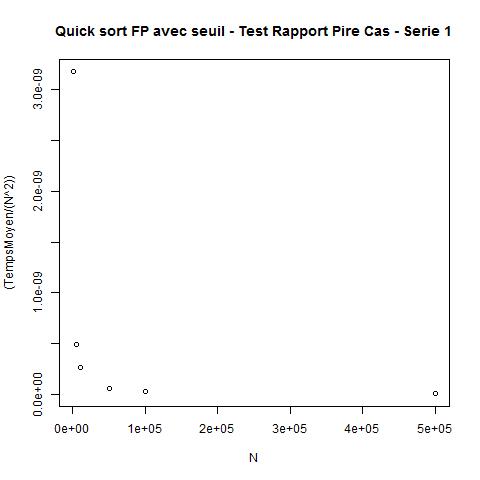 Quick sort FP avec seuil - Test Rapport Pire Cas - Serie 1
(TempsMoyen/(N^2))
3.0e-09
2.0e-09
1.0e-09
0.0e+00
0e+00 1e+05 2e+05 3e+05 4e+05 5e+05
N